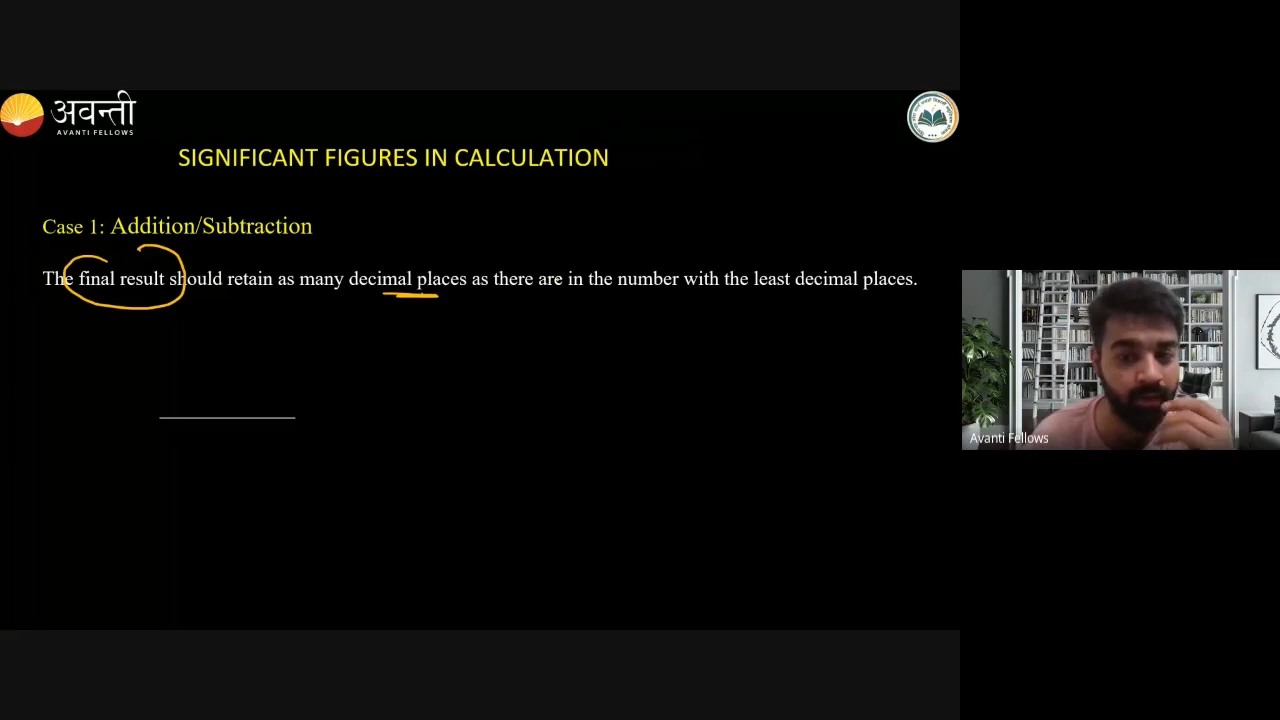 अवन्ती
AVANTI FELLOWS
SIGNIFICANT FIGURES IN CALCULATION
Case 1: Addition/Subtraction
The final result should retain as many decimal places as there are in the number with the least decimal places.
Avanti Fellows